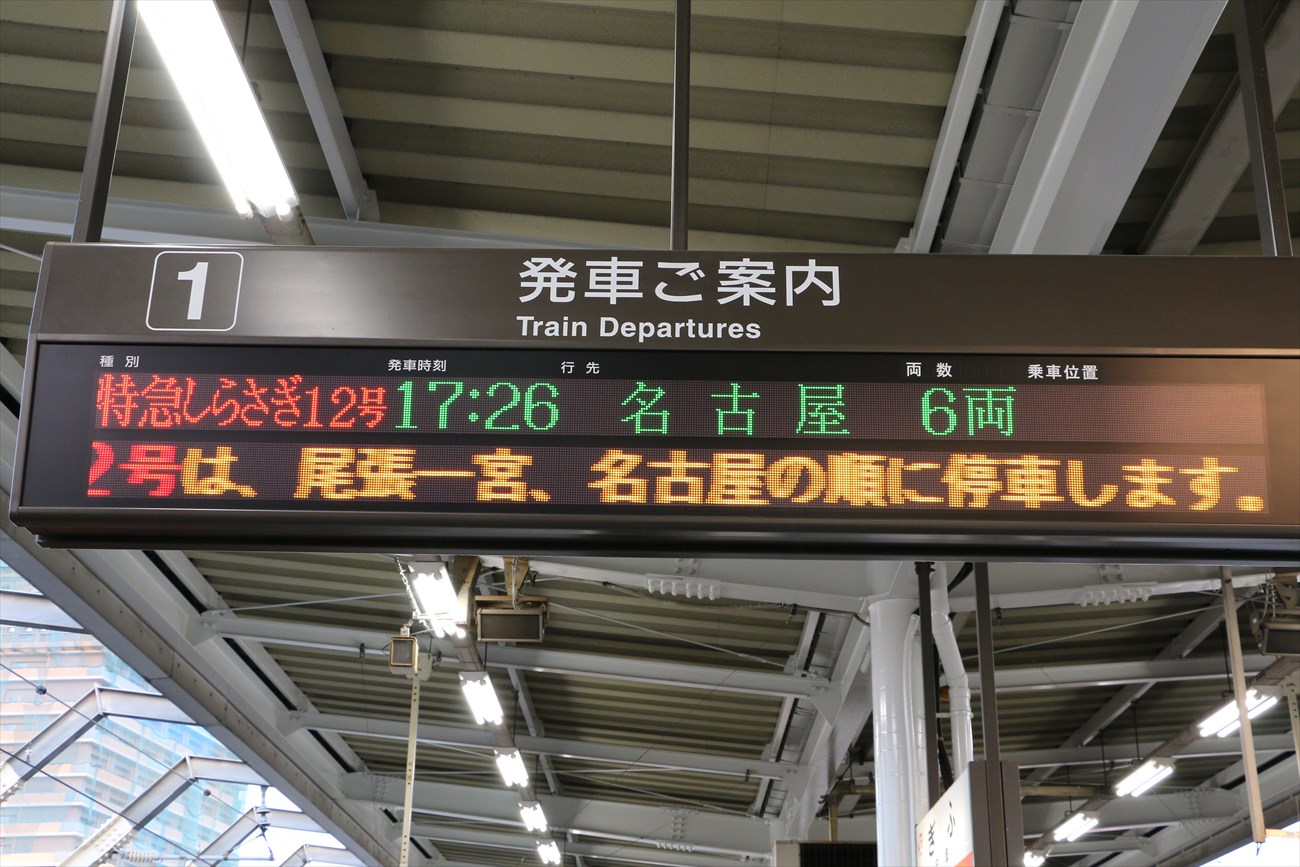 1
発車ご案内
Train Departures
種別 発車時刻 行先 両数 乗車位置
特急しらさぎ12号 17:26 名古屋 6両
2号は、尾張一宮、名古屋の順に停車します。
ぎ
小